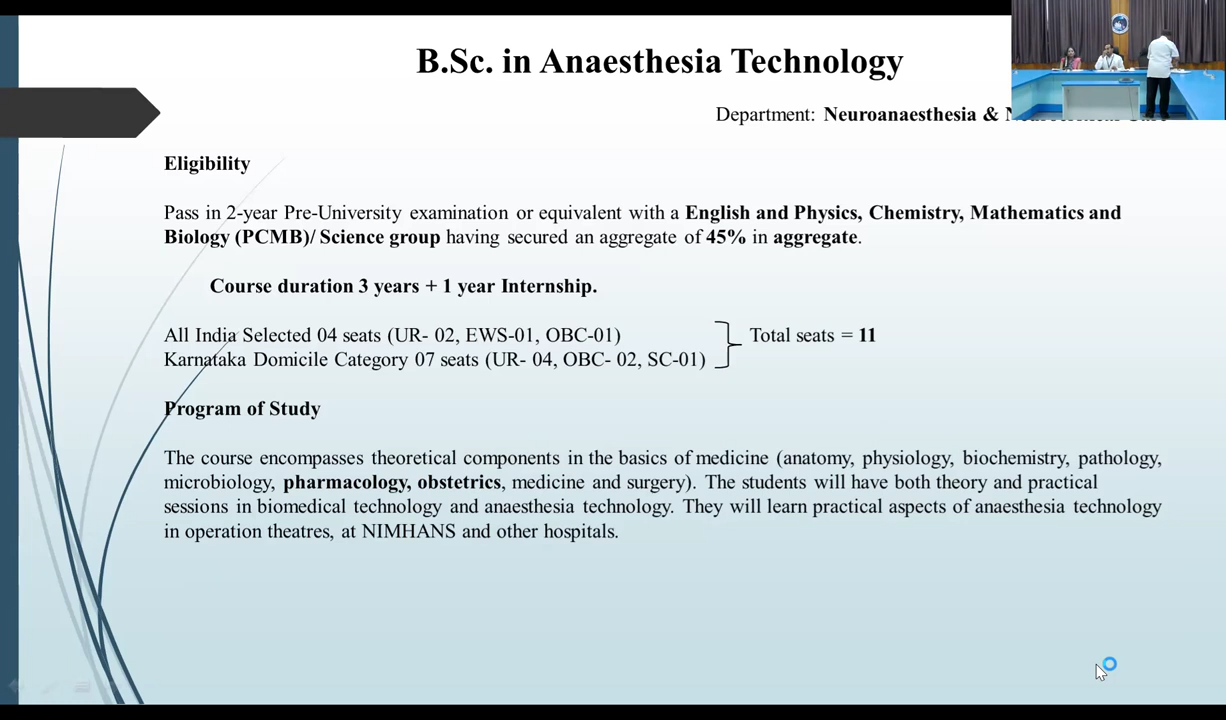 B.Sc. in Anaesthesia Technology
Department: Neuroanaesthesia &
Eligibility
Pass in 2-year Pre-University examination or equivalent with a English and Physics, Chemistry, Mathematics and
Biology (PCMB)/ Science group having secured an aggregate of 45% in aggregate.
Course duration 3 years + 1 year Internship.
All India Selected 04 seats (UR- 02, EWS-01, OBC-01)
Total seats = 11
Karnataka Domicile Category 07 seats (UR- 04, OBC- 02, SC-01)
Program of Study
The course encompasses theoretical components in the basics of medicine (anatomy, physiology, biochemistry, pathology,
microbiology, pharmacology, obstetrics, medicine and surgery). The students will have both theory and practical
sessions in biomedical technology and anaesthesia technology. They will learn practical aspects of anaesthesia technology
in operation theatres, at NIMHANS and other hospitals.